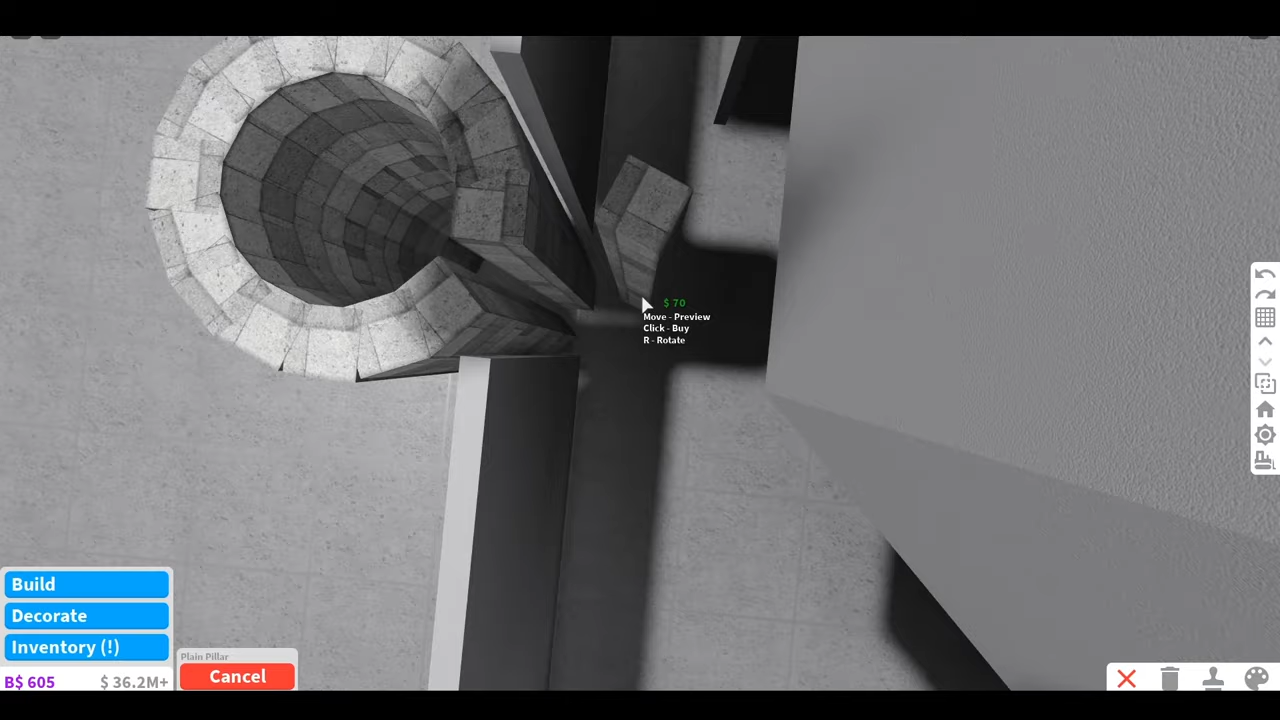 $ 70
Move - Preview
Click - Buy
R - Rotate
Build
Decorate
Inventory (!)
B$ 605 $ 36.2M+
Plain Pillar
Cancel